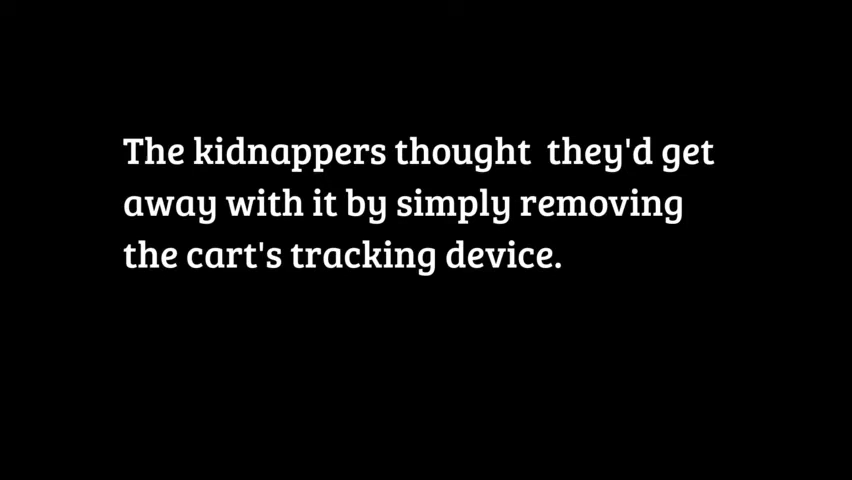 The kidnappers thought  they'd get
away with it by simply removing
the cart's tracking device.